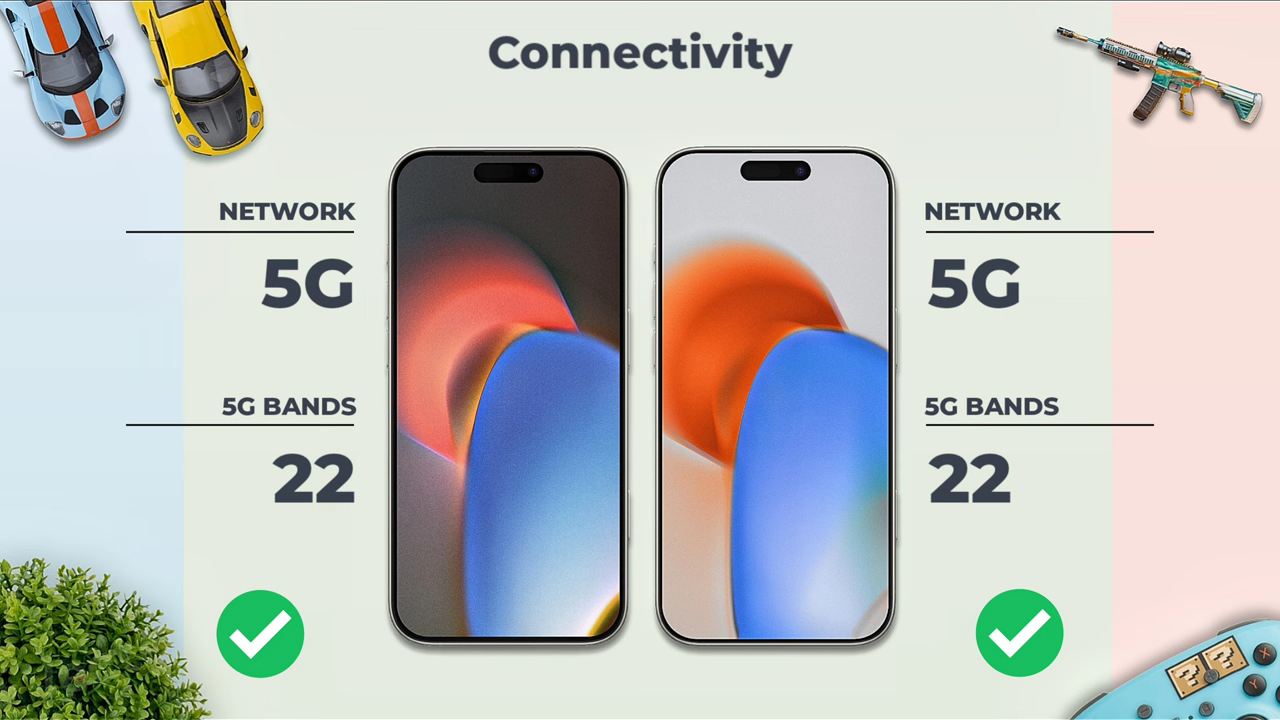 Connectivity
NETWORK
5G
5G BANDS
22
NETWORK
5G
5G BANDS
22